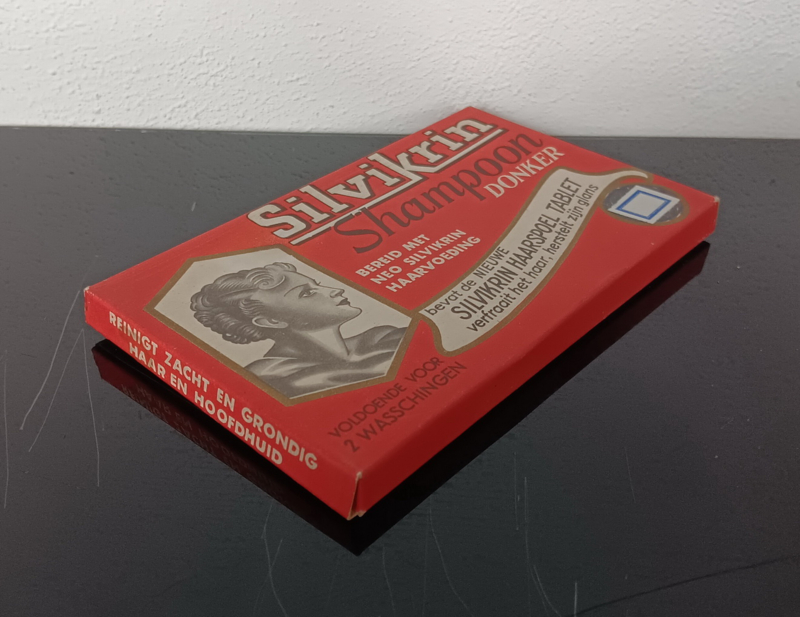 Silvikrin
Shampoon
DONKER
BEREID MET
NEO SILVIKRIN
HAARVOEDING
bevat de NIEUWE
SILVIKRIN HAARSPOEL TABLET
verfraait het haar, herstelt zijn glans
VOLDOENDE VOOR
2 WASSCHINGEN
REINIGT ZACHT EN GRONDIG
HAAR EN HOOFDHUID